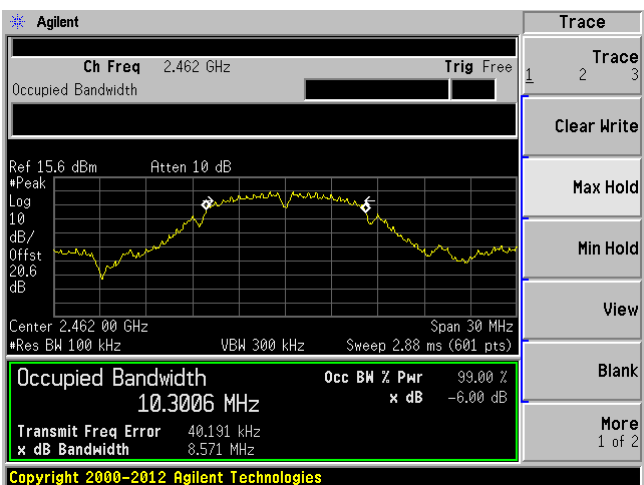 Agilent
Trace
Ch Freq 2.462 GHz Trig Free
Occupied Bandwidth
Trace
1 2 3
Clear Write
Max Hold
Min Hold
View
Blank
More
1 of 2
Ref 15.6 dBm Atten 10 dB
#Peak
Log
10
dB/
Offst
20.6
dB
Center 2.462 00 GHz Span 30 MHz
#Res BW 100 kHz VBW 300 kHz Sweep 2.88 ms (601 pts)
Occupied Bandwidth Occ BW % Pwr 99.00 %
10.3006 MHz x dB -6.00 dB
Transmit Freq Error 40.191 kHz
x dB Bandwidth 8.571 MHz
Copyright 2000-2012 Agilent Technologies